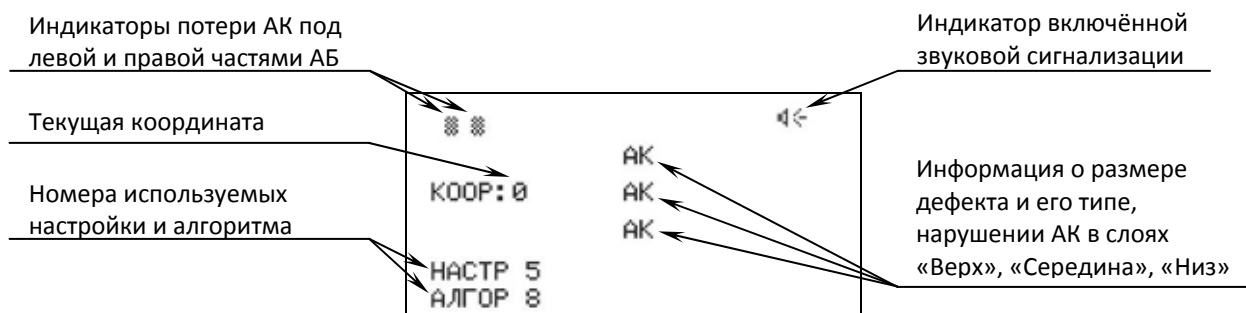 Индикаторы потери АК под
левой и правой частями АБ
Индикатор включённой
звуковой сигнализации
Текущая координата
АК
КООР:0
АК
АК
Номера используемых
настройки и алгоритма
Информация о размере
дефекта и его типе,
нарушении АК в слоях
«Верх», «Середина», «Низ»
НАСТР 5
АЛГОР 8